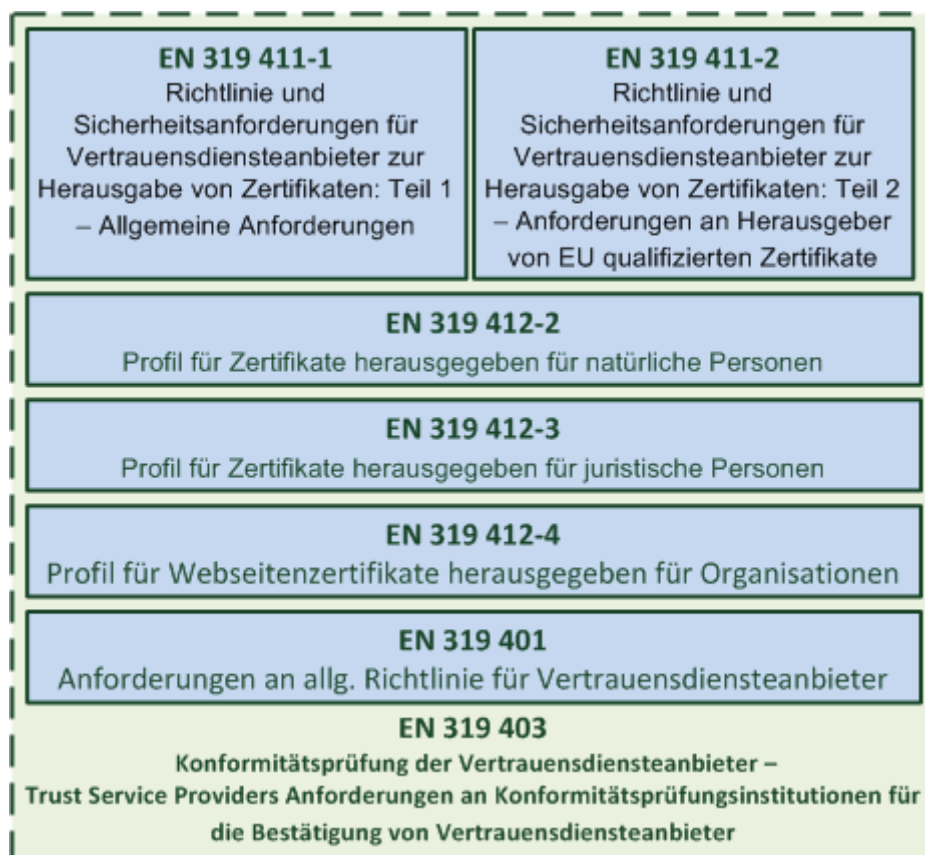 EN 319 411-1
Richtlinie und
Sicherheitsanforderungen für
Vertrauensdiensteanbieter zur
Herausgabe von Zertifikaten: Teil 1
– Allgemeine Anforderungen
EN 319 411-2
Richtlinie und
Sicherheitsanforderungen für
Vertrauensdiensteanbieter zur
Herausgabe von Zertifikaten: Teil 2
– Anforderungen an Herausgeber
von EU qualifizierten Zertifikate
EN 319 412-2
Profil für Zertifikate herausgegeben für natürliche Personen
EN 319 412-3
Profil für Zertifikate herausgegeben für juristische Personen
EN 319 412-4
Profil für Webseitenzertifikate herausgegeben für Organisationen
EN 319 401
Anforderungen an allg. Richtlinie für Vertrauensdiensteanbieter
EN 319 403
Konformitätsprüfung der Vertrauensdiensteanbieter –
Trust Service Providers Anforderungen an Konformitätsprüfungsinstitutionen für
die Bestätigung von Vertrauensdiensteanbieter